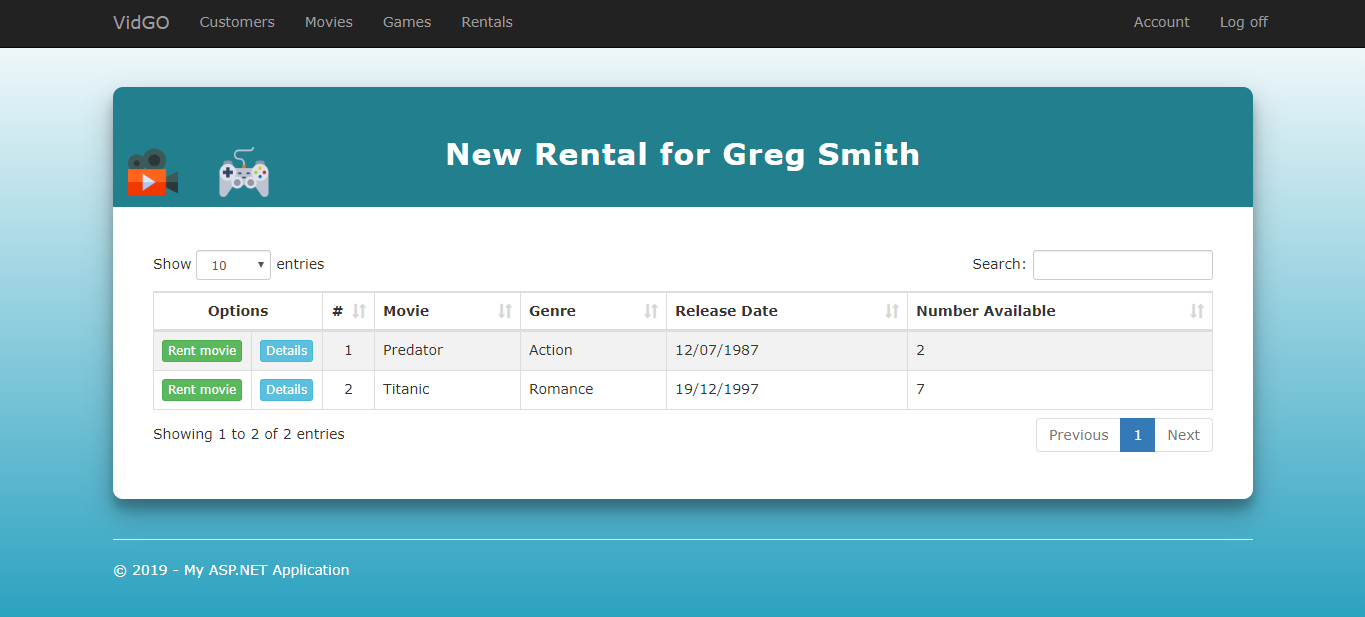 VidGO Customers Movies Games Rentals Account Log off
New Rental for Greg Smith
Show 10 entries Search:
Options # Movie Genre Release Date Number Available
Rent movie Details 1 Predator Action 12/07/1987 2
Rent movie Details 2 Titanic Romance 19/12/1997 7
Showing 1 to 2 of 2 entries Previous 1 Next
© 2019 - My ASP.NET Application